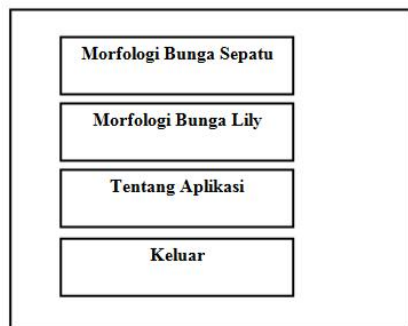 Morfologi Bunga Sepatu
Morfologi Bunga Lily
Tentang Aplikasi
Keluar